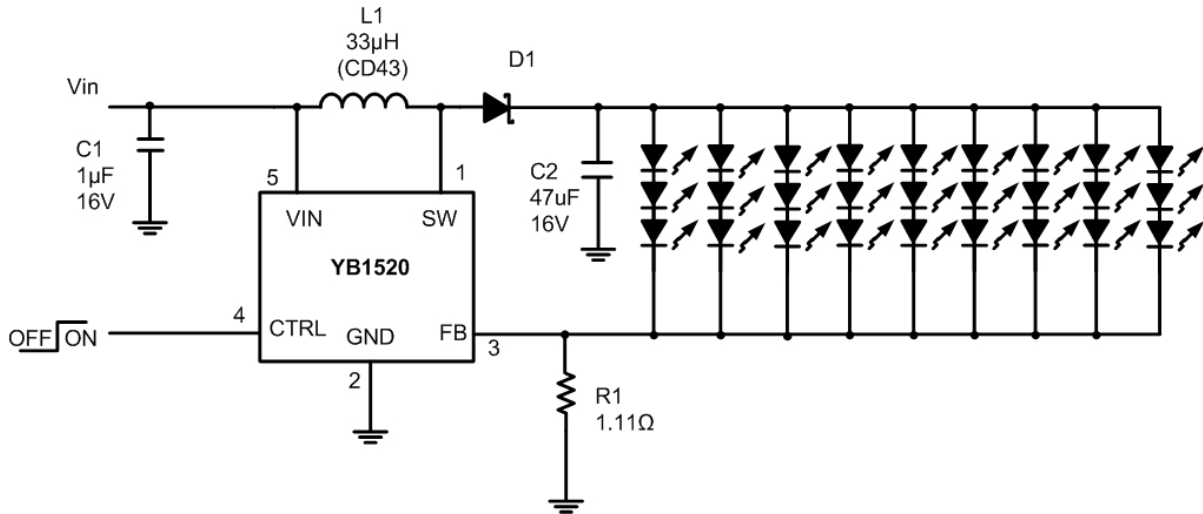 L1
33µH
(CD43)
D1
Vin
C1
1µF
16V
5
1
C2
47uF
16V
VIN
SW
YB1520
OFF ON
4
CTRL
GND
FB
3
2
R1
1.11Ω